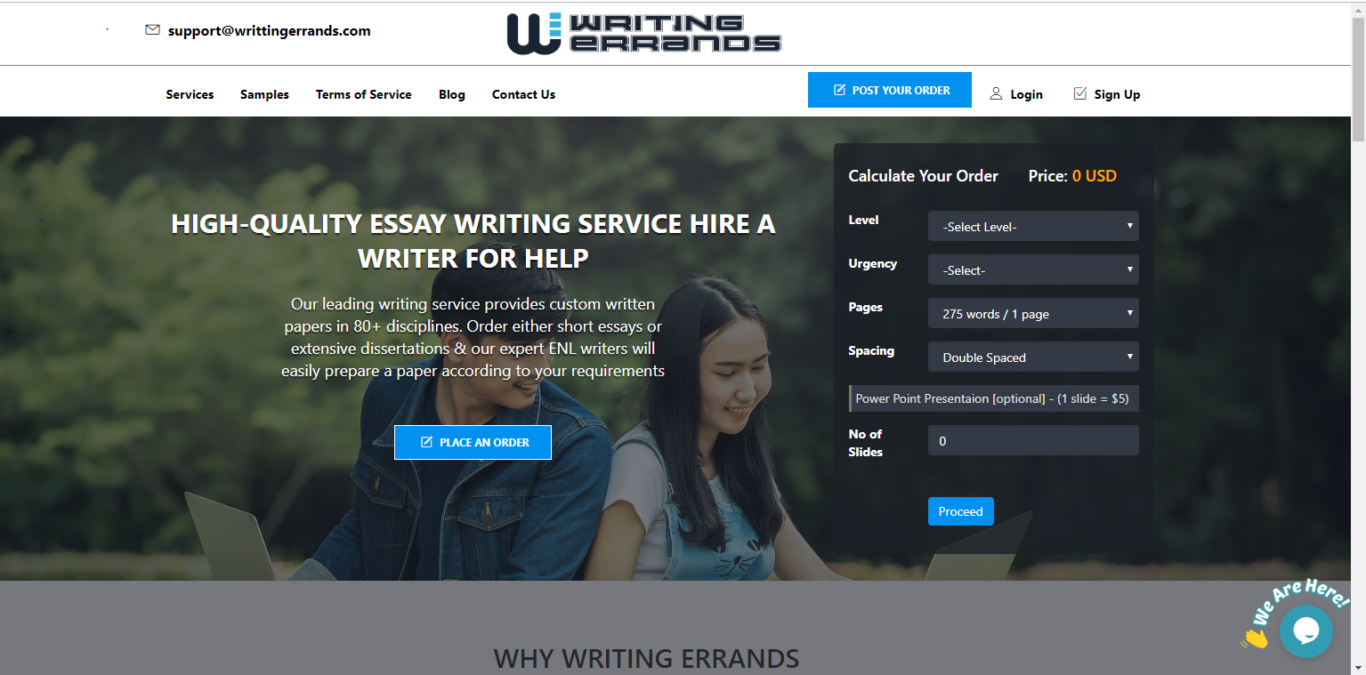 support@writtingerrands.com
WRITING
ERRANDS
Services Samples Terms of Service Blog Contact Us
POST YOUR ORDER Login Sign Up
HIGH-QUALITY ESSAY WRITING SERVICE HIRE A
WRITER FOR HELP
Our leading writing service provides custom written
papers in 80+ disciplines. Order either short essays or
extensive dissertations & our expert ENL writers will
easily prepare a paper according to your requirements
PLACE AN ORDER
Calculate Your Order Price: 0 USD
Level -Select Level-
Urgency -Select-
Pages 275 words / 1 page
Spacing Double Spaced
Power Point Presentaion [optional] - (1 slide = $5)
No of
Slides
0
Proceed
We Are Here!
WHY WRITING ERRANDS